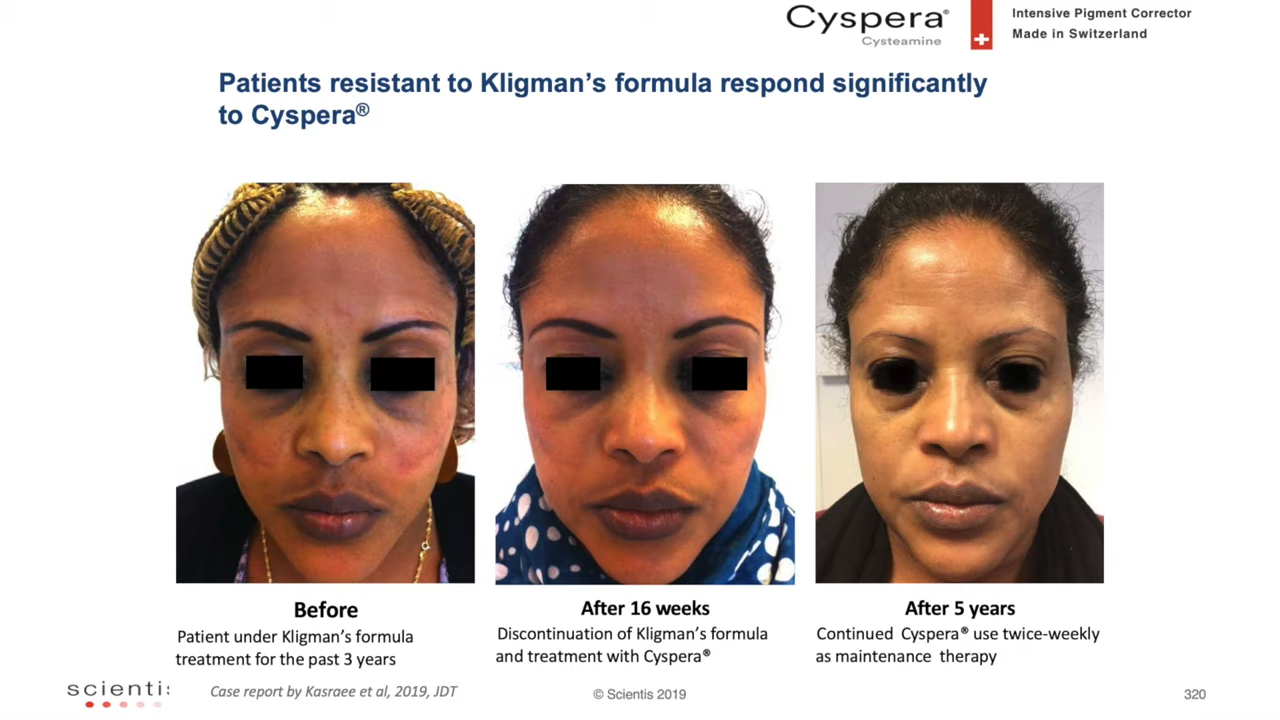 Cyspera®
Cysteamine
Intensive Pigment Corrector
Made in Switzerland
Patients resistant to Kligman's formula respond significantly
to Cyspera®
Before
Patient under Kligman's formula
treatment for the past 3 years
After 16 weeks
Discontinuation of Kligman's formula
and treatment with Cyspera®
After 5 years
Continued Cyspera® use twice-weekly
as maintenance therapy
scienti
Case report by Kasraee et al, 2019, JDT
© Scientis 2019
320